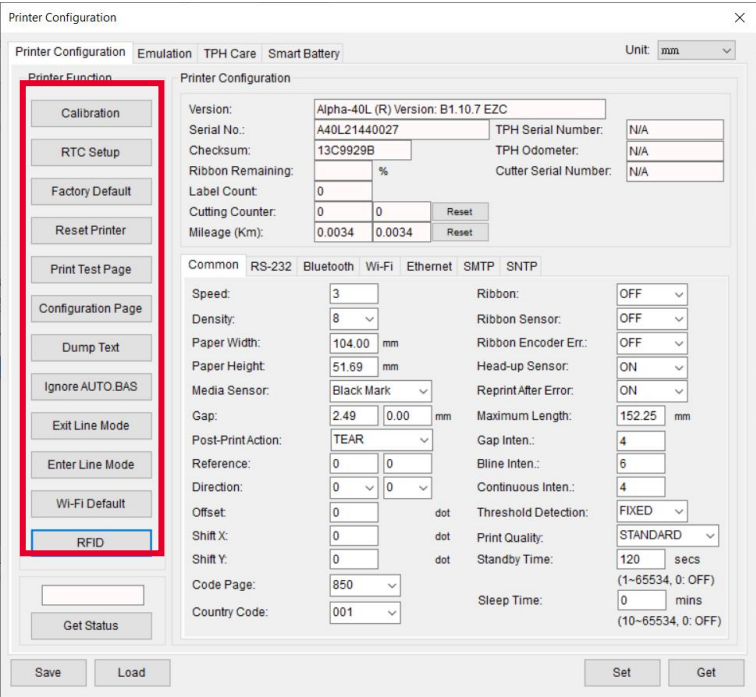 Printer Configuration
Printer Configuration Emulation TPH Care Smart Battery
Unit: mm
Printer Function
Calibration
RTC Setup
Factory Default
Reset Printer
Print Test Page
Configuration Page
Dump Text
Ignore AUTO.BAS
Exit Line Mode
Enter Line Mode
Wi-Fi Default
RFID
Get Status
Printer Configuration
Version: Alpha-40L (R) Version: B1.10.7 EZC
Serial No.: A40L21440027 TPH Serial Number: N/A
Checksum: 13C9929B TPH Odometer: N/A
Ribbon Remaining: % Cutter Serial Number: N/A
Label Count: 0
Cutting Counter: 0 0 Reset
Mileage (Km): 0.0034 0.0034 Reset
Common RS-232 Bluetooth Wi-Fi Ethernet SMTP SNTP
Speed: 3 Ribbon: OFF
Density: 8 Ribbon Sensor: OFF
Paper Width: 104.00 mm Ribbon Encoder Err.: OFF
Paper Height: 51.69 mm Head-up Sensor: ON
Media Sensor: Black Mark Reprint After Error: ON
Gap: 2.49 0.00 mm Maximum Length: 152.25 mm
Post-Print Action: TEAR Gap Inten.: 4
Reference: 0 0 Bline Inten.: 6
Direction: 0 0 Continuous Inten.: 4
Offset: 0 dot Threshold Detection: FIXED
Shift X: 0 dot Print Quality: STANDARD
Shift Y: 0 dot Standby Time: 120 secs
(1~65534, 0: OFF)
Code Page: 850
Sleep Time: 0 mins
Country Code: 001
(10~65534, 0: OFF)
Save Load Set Get